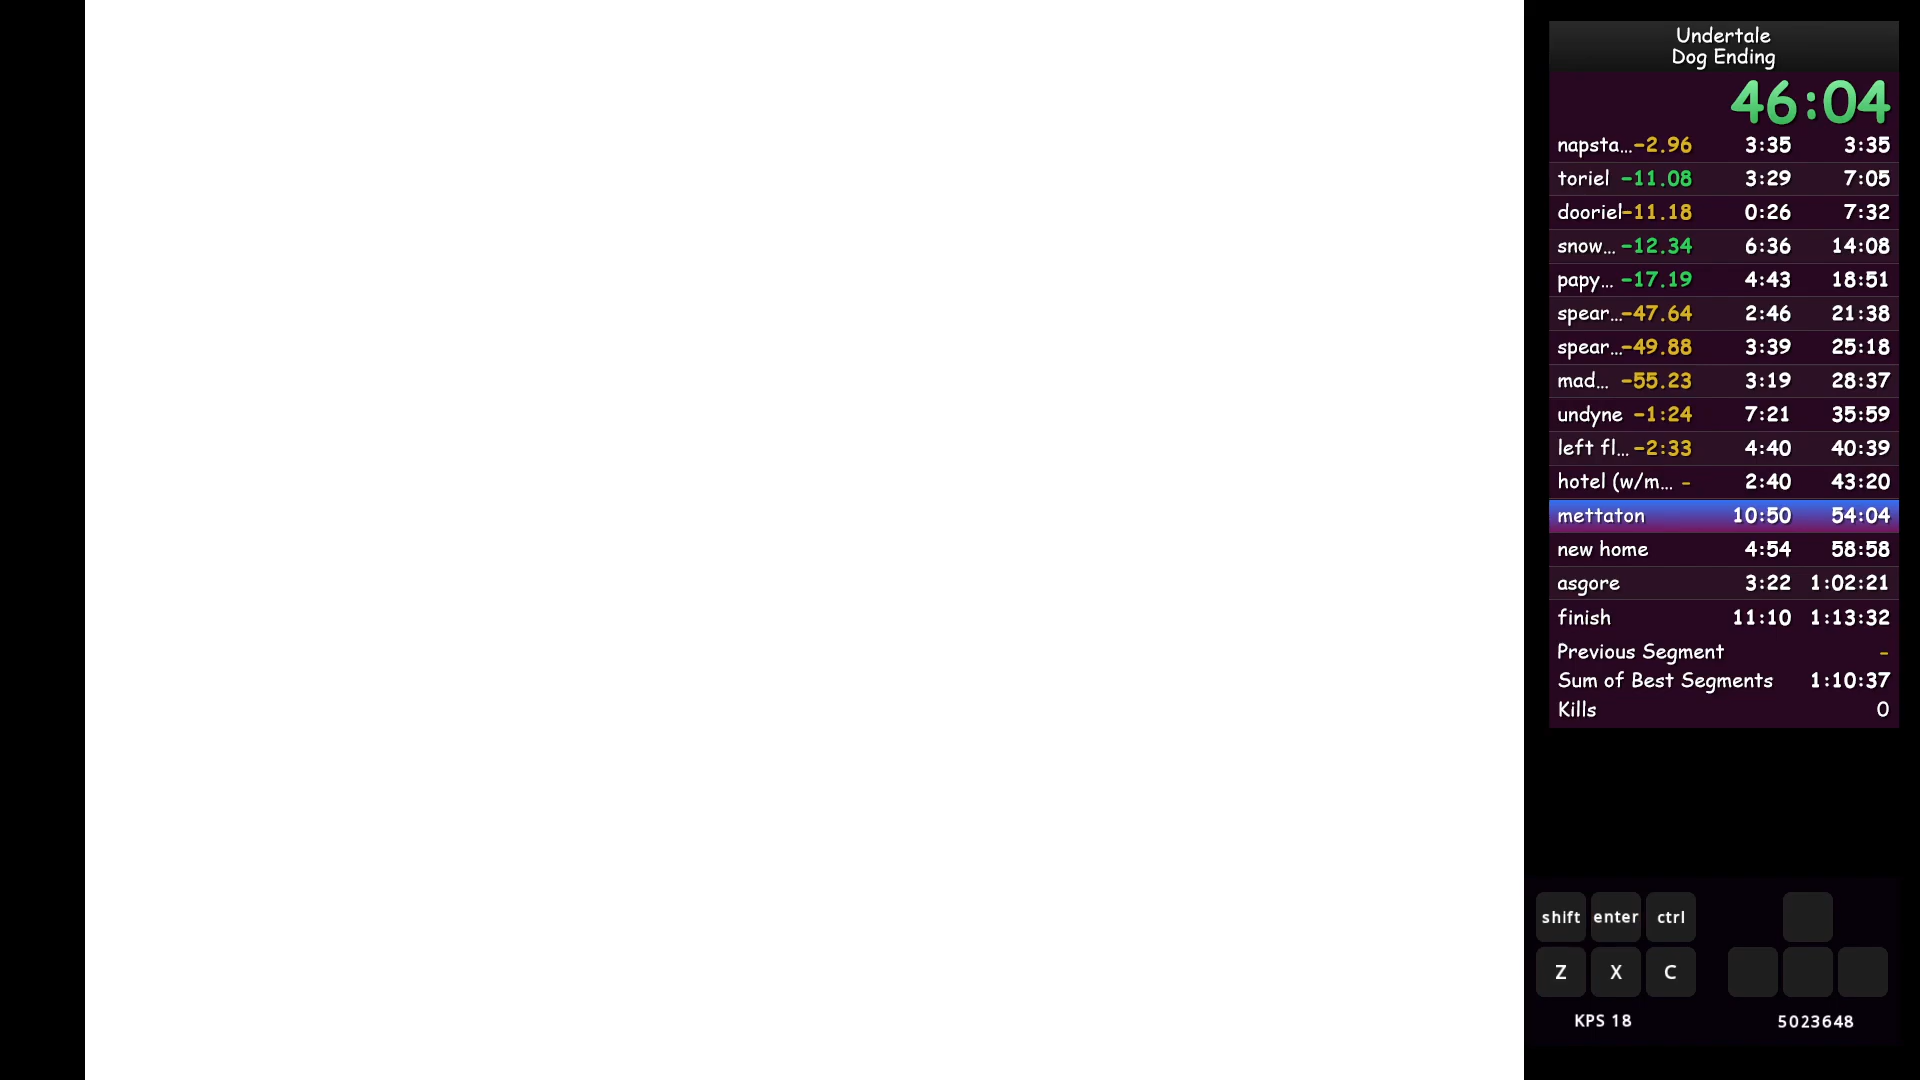 Undertale
Dog Ending
46:04
napsta... -2.96 3:35 3:35
toriel -11.08 3:29 7:05
dooriel -11.18 0:26 7:32
snow... -12.34 6:36 14:08
papy... -17.19 4:43 18:51
spear... -47.64 2:46 21:38
spear... -49.88 3:39 25:18
mad... -55.23 3:19 28:37
undyne -1:24 7:21 35:59
left fl... -2:33 4:40 40:39
hotel (w/m... - 2:40 43:20
mettaton 10:50 54:04
new home 4:54 58:58
asgore 3:22 1:02:21
finish 11:10 1:13:32
Previous Segment -
Sum of Best Segments 1:10:37
Kills 0
shift enter ctrl
Z X C
KPS 18 5023648